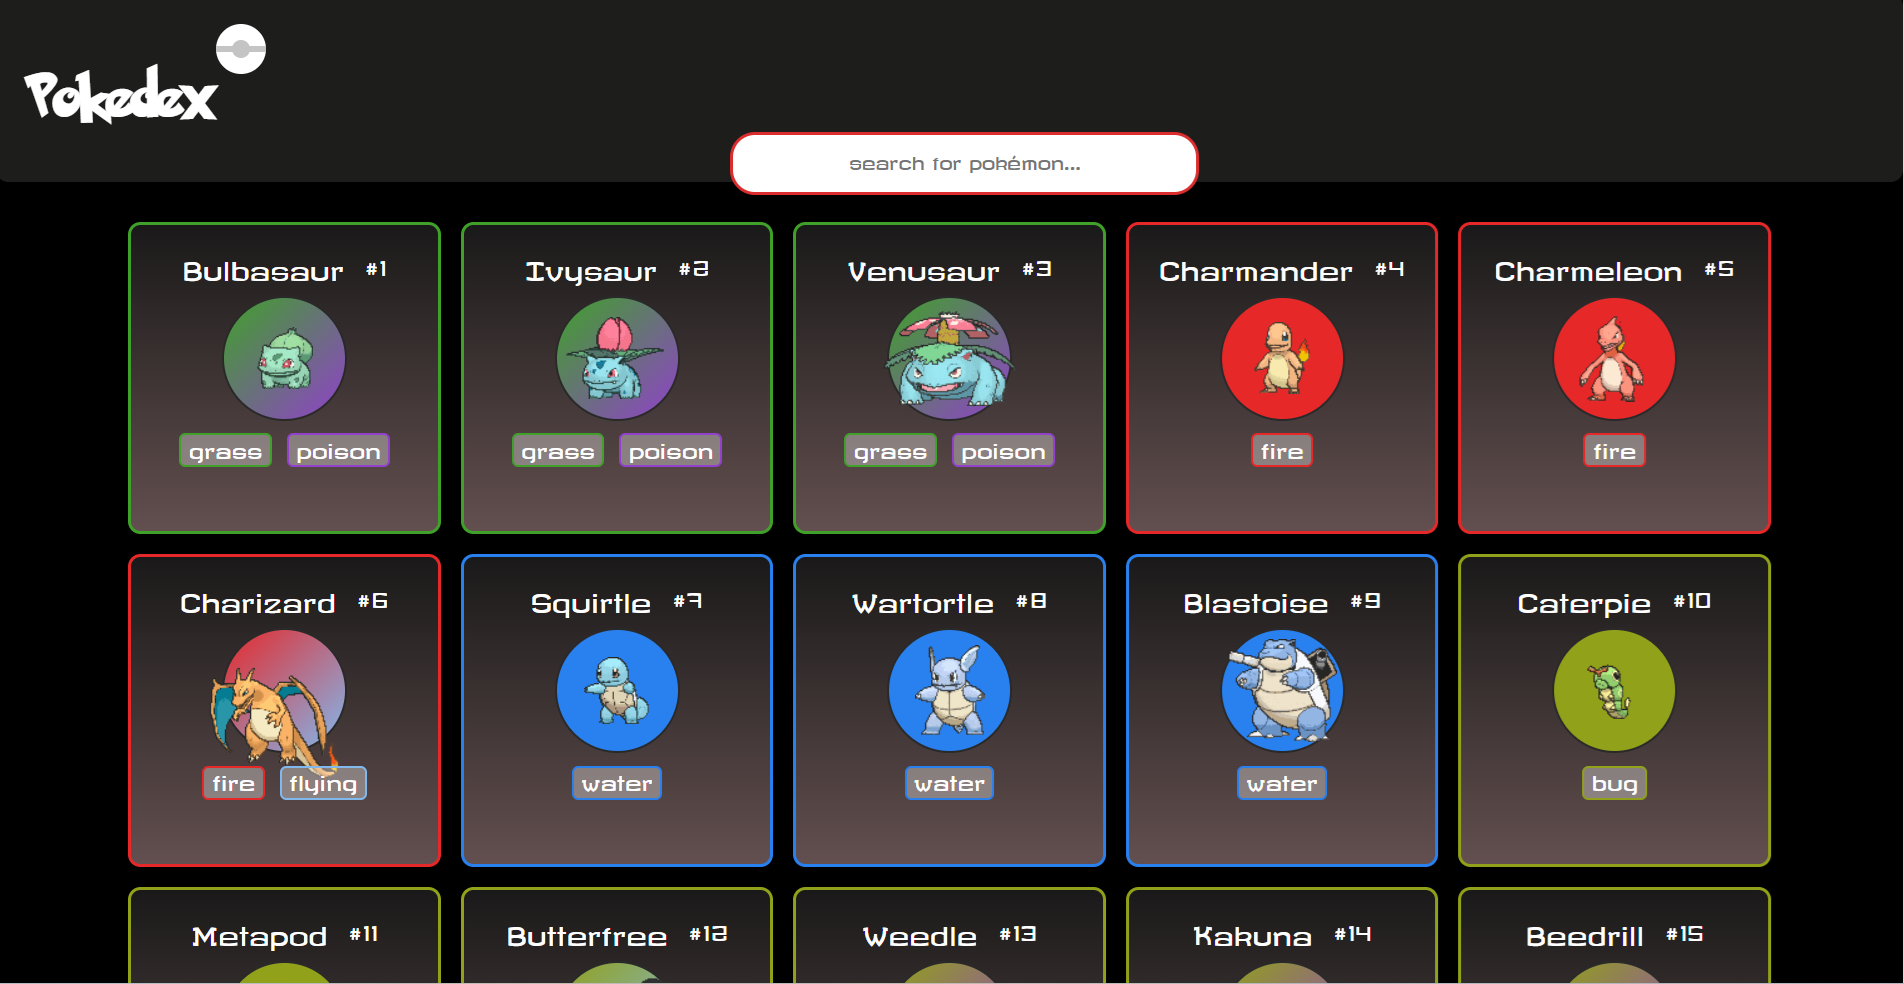 Pokedex
search for pokémon...
Bulbasaur #1
grass poison
Ivysaur #2
grass poison
Venusaur #3
grass poison
Charmander #4
fire
Charmeleon #5
fire
Charizard #6
fire flying
Squirtle #7
water
Wartortle #8
water
Blastoise #9
water
Caterpie #10
bug
Metapod #11
Butterfree #12
Weedle #13
Kakuna #14
Beedrill #15